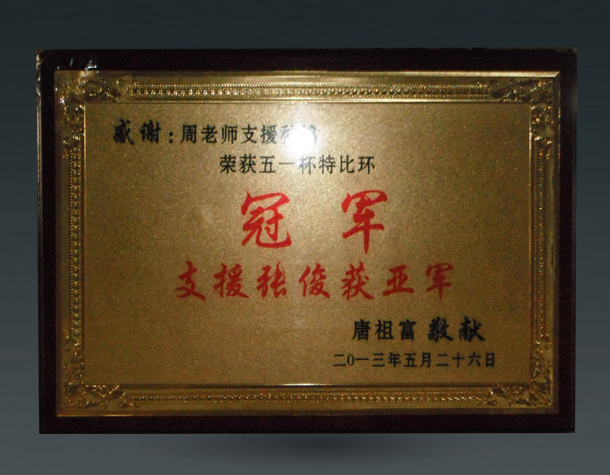 感谢：周老师支援
荣获五一杯特比环
冠军
支援张俊获亚军
唐祖富 敬献
二0一三年五月二十六日